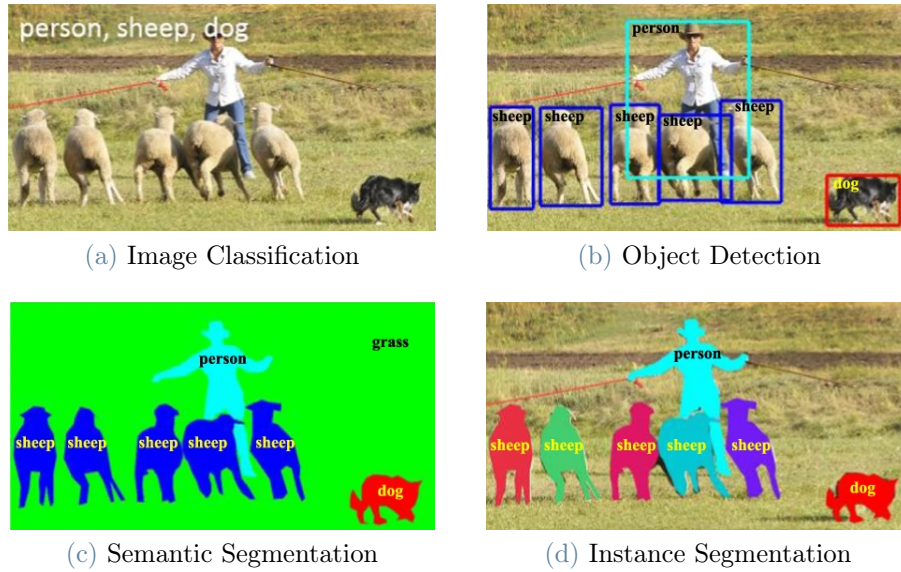 person, sheep, dog
(a) Image Classification
person
sheep
sheep
sheep
sheep
sheep
dog
(b) Object Detection
grass
person
sheep
sheep
sheep
sheep
sheep
dog
(c) Semantic Segmentation
person
sheep
sheep
sheep
sheep
sheep
dog
(d) Instance Segmentation